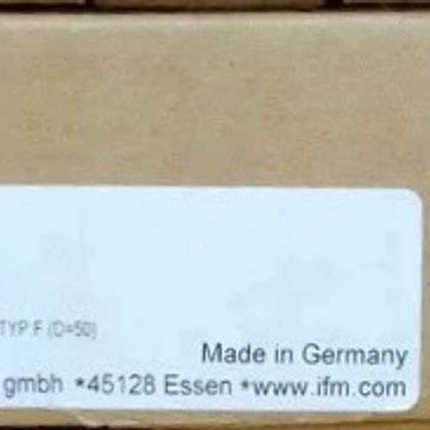 TYP F (D=50)
Made in Germany
gmbh *45128 Essen *www.ifm.com